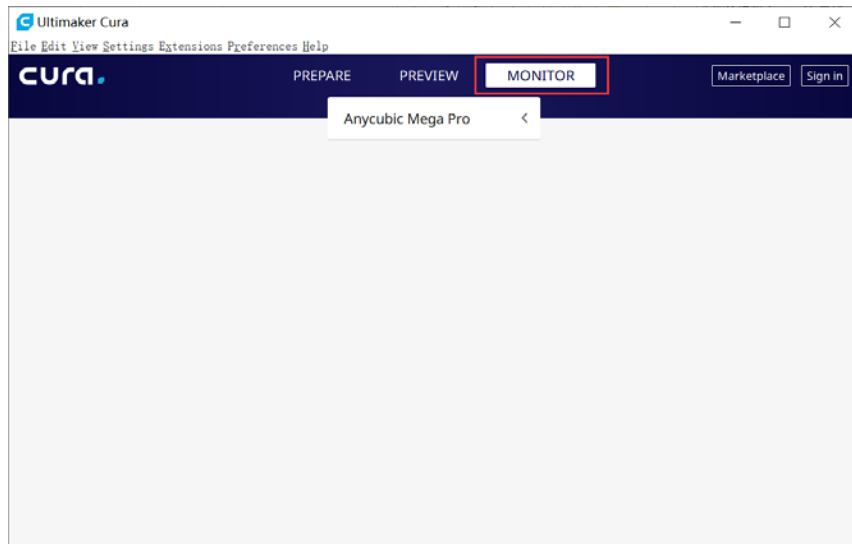 Ultimaker Cura
File Edit View Settings Extensions Preferences Help
cura. PREPARE PREVIEW MONITOR Marketplace Sign in
Anycubic Mega Pro